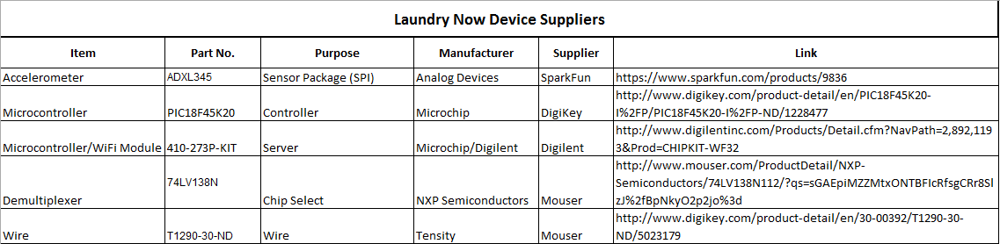 Laundry Now Device Suppliers
Item Part No. Purpose Manufacturer Supplier Link
Accelerometer ADXL345 Sensor Package (SPI) Analog Devices SparkFun https://www.sparkfun.com/products/9836
http://www.digikey.com/product-detail/en/PIC18F45K20-
Microcontroller PIC18F45K20 Controller Microchip DigiKey I%2FP/PIC18F45K20-I%2FP-ND/1228477
http://www.digilentinc.com/Products/Detail.cfm?NavPath=2,892,119
Microcontroller/WiFi Module 410-273P-KIT Server Microchip/Digilent Digilent 3&Prod=CHIPKIT-WF32
http://www.mouser.com/ProductDetail/NXP-
74LV138N Semiconductors/74LV138N112/?qs=sGAEpiMZZMtxONTBFIcRfsgCRr8Sl
Demultiplexer Chip Select NXP Semiconductors Mouser zJ%2fBpNkyO2p2jo%3d
http://www.digikey.com/product-detail/en/30-00392/T1290-30-
Wire T1290-30-ND Wire Tensity Mouser ND/5023179